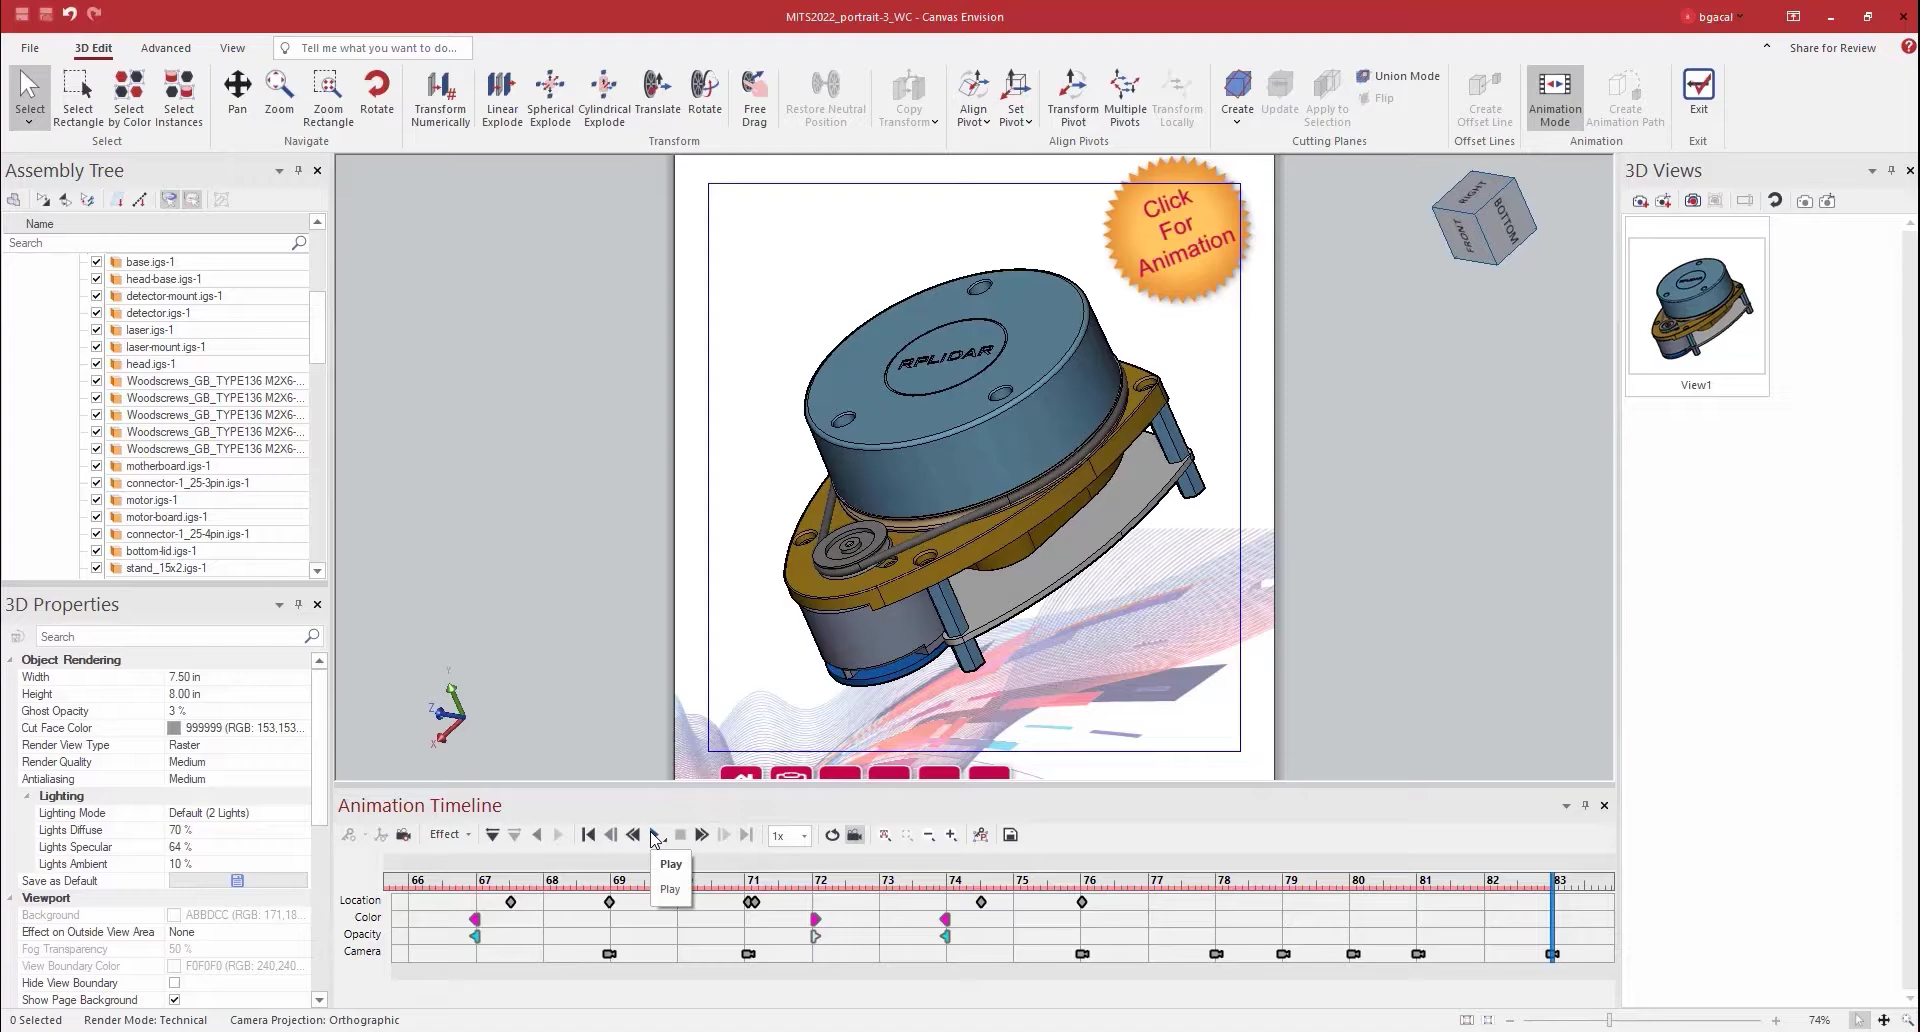 MITS2022_portrait-3_WC - Canvas Envision
bgacal
File
3D Edit
Advanced
View
Tell me what you want to do...
Share for Review
Select
Select Rectangle
Select by Color
Select Instances
Pan
Zoom
Zoom Rectangle
Rotate
Transform Numerically
Linear Explode
Spherical Explode
Cylindrical Explode
Translate
Rotate
Free Drag
Restore Neutral Position
Copy Transform
Align Pivot
Set Pivot
Transform Pivot
Multiple Pivots
Transform Locally
Create
Update
Apply to Selection
Union Mode
Flip
Create Offset Line
Animation Mode
Create Animation Path
Exit
Select
Navigate
Transform
Align Pivots
Cutting Planes
Offset Lines
Animation
Exit
Assembly Tree
Name
Search
base.igs-1
head-base.igs-1
detector-mount.igs-1
detector.igs-1
laser.igs-1
laser-mount.igs-1
head.igs-1
Woodscrews_GB_TYPE136 M2X6-...
Woodscrews_GB_TYPE136 M2X6-...
Woodscrews_GB_TYPE136 M2X6-...
Woodscrews_GB_TYPE136 M2X6-...
Woodscrews_GB_TYPE136 M2X6-...
motherboard.igs-1
connector-1_25-3pin.igs-1
motor.igs-1
motor-board.igs-1
connector-1_25-4pin.igs-1
bottom-lid.igs-1
stand_15x2.igs-1
3D Properties
Search
Object Rendering
Width 7.50 in
Height 8.00 in
Ghost Opacity 3 %
Cut Face Color 999999 (RGB: 153,153...
Render View Type Raster
Render Quality Medium
Antialiasing Medium
Lighting
Lighting Mode Default (2 Lights)
Lights Diffuse 70 %
Lights Specular 64 %
Lights Ambient 10 %
Save as Default
Viewport
Background ABBDCC (RGB: 171,18...
Effect on Outside View Area None
Fog Transparency 50 %
View Boundary Color F0F0F0 (RGB: 240,240...
Hide View Boundary
Show Page Background
Click
For
Animation
RPLIDAR
RIGHT
FRONT
BOTTOM
Y
Z
X
3D Views
View1
Animation Timeline
Effect
1x
Play
Play
66 67 68 69 71 72 73 74 75 76 77 78 79 80 81 82 83
Location
Color
Opacity
Camera
0 Selected
Render Mode: Technical
Camera Projection: Orthographic
74%